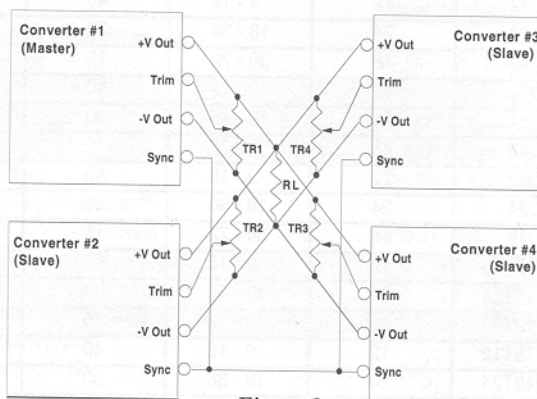 Converter #1
(Master)
+V Out
Trim
-V Out
Sync
Converter #3
(Slave)
+V Out
Trim
-V Out
Sync
TR1
TR4
RL
TR2
TR3
Converter #2
(Slave)
+V Out
Trim
-V Out
Sync
Converter #4
(Slave)
+V Out
Trim
-V Out
Sync